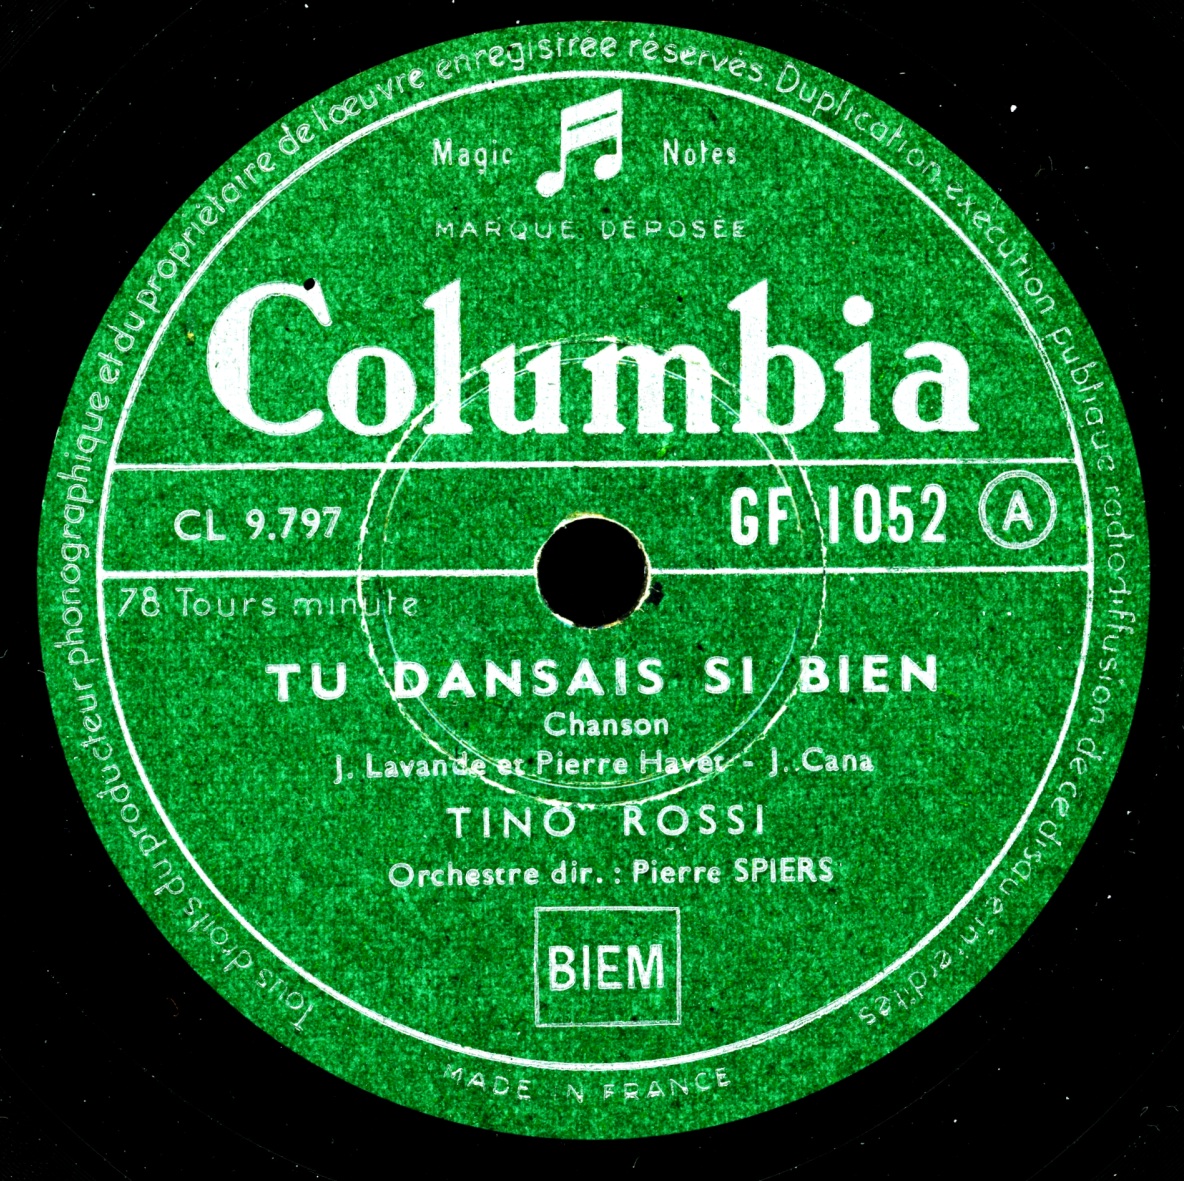 Tous droits du producteur phonographique et du propriétaire de l'œuvre enregistrée réservés Duplication exécution publique radiodiffusion de ce disque interdites
Magic Notes
MARQUE DÉPOSÉE
Columbia
CL 9.797 GF 1052 A
78 Tours minute
TU DANSAIS SI BIEN
Chanson
J. Lavande et Pierre Havet - J. Cana
TINO ROSSI
Orchestre dir. : Pierre SPIERS
BIEM
MADE IN FRANCE